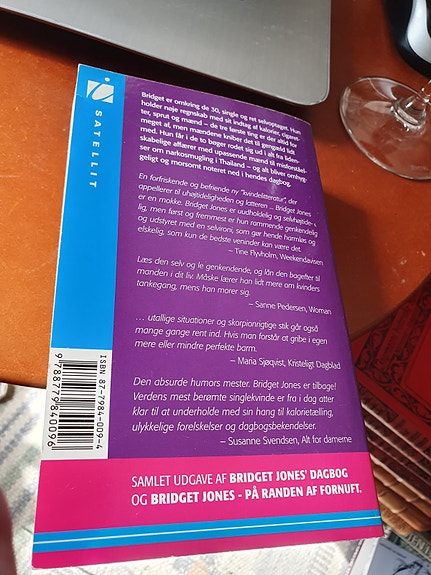 SATELLIT
Bridget er omkring de 30, single og ret selvoptaget. Hun
holder nøje regnskab med sit indtag af kalorier, cigaret-
ter, sprut og mænd – de tre første ting er der altid for
meget af, men mændene kniber det til gengæld lidt
med. Hun får i de to bøger rodet sig ud i alt fra liden-
skabelige affærer med upassende mænd til misforståel-
ser om narkosmugling i Thailand – og alt bliver omhyg-
geligt og morsomt noteret ned i hendes dagbog.
En forfriskende og befriende ny "kvindelitteratur", der
appellerer til uhøjtideligheden og latteren – Bridget Jones
er en mokke. Bridget Jones er uudholdelig og selvhøjtide-
lig, men først og fremmest er hun rammende genkendelig
og udstyret med en selvironi, som gør hende harmløs og
elskelig, som kun de bedste veninder kan være det.
– Tine Flyvholm, Weekendavisen
Læs den selv og le genkendende, og lån den bagefter til
manden i dit liv. Måske lærer han lidt mere om kvinders
tankegang, mens han morer sig.
– Sanne Pedersen, Woman
... utallige situationer og skorpionrigtige stik går også
mange gange rent ind. Hvis man forstår at gribe i egen
mere eller mindre perfekte barm.
– Maria Sjøqvist, Kristeligt Dagblad
Den absurde humors mester. Bridget Jones er tilbage!
Verdens mest berømte singlekvinde er fra i dag atter
klar til at underholde med sin hang til kalorietælling,
ulykkelige forelskelser og dagbogsbekendelser.
– Susanne Svendsen, Alt for damerne
ISBN 87-7984-009-4
9 788779 840096
SAMLET UDGAVE AF BRIDGET JONES' DAGBOG
OG BRIDGET JONES - PÅ RANDEN AF FORNUFT.